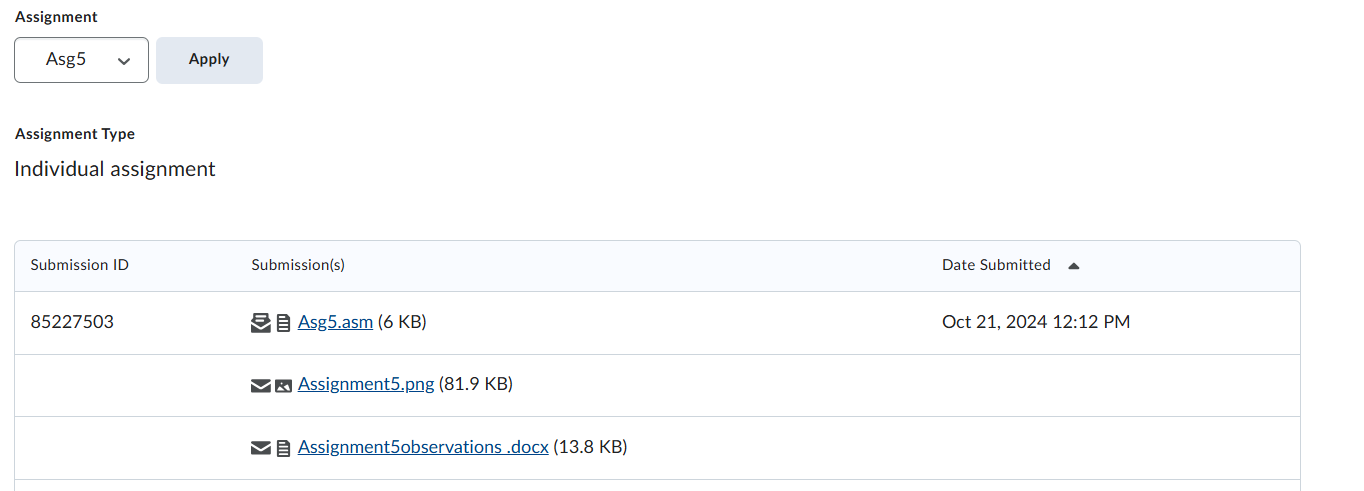 Assignment
Asg5 Apply
Assignment Type
Individual assignment
Submission ID Submission(s) Date Submitted
85227503 Asg5.asm (6 KB) Oct 21, 2024 12:12 PM
Assignment5.png (81.9 KB)
Assignment5observations .docx (13.8 KB)